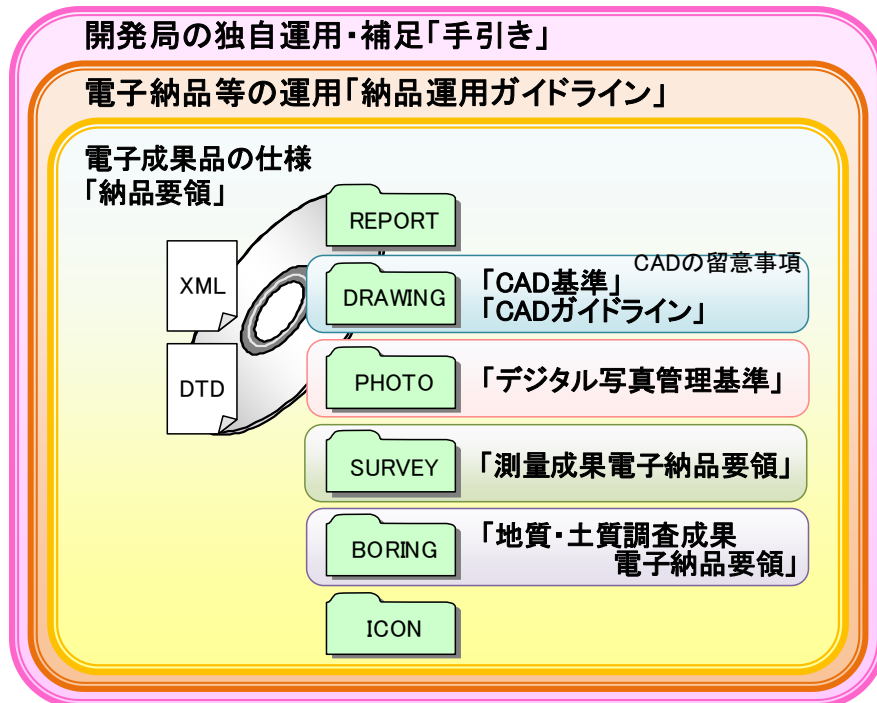 開発局の独自運用・補足「手引き」
電子納品等の運用「納品運用ガイドライン」
電子成果品の仕様
「納品要領」
REPORT
XML
CADの留意事項
DRAWING
「CAD基準」
「CADガイドライン」
DTD
PHOTO
「デジタル写真管理基準」
SURVEY
「測量成果電子納品要領」
BORING
「地質・土質調査成果
電子納品要領」
ICON